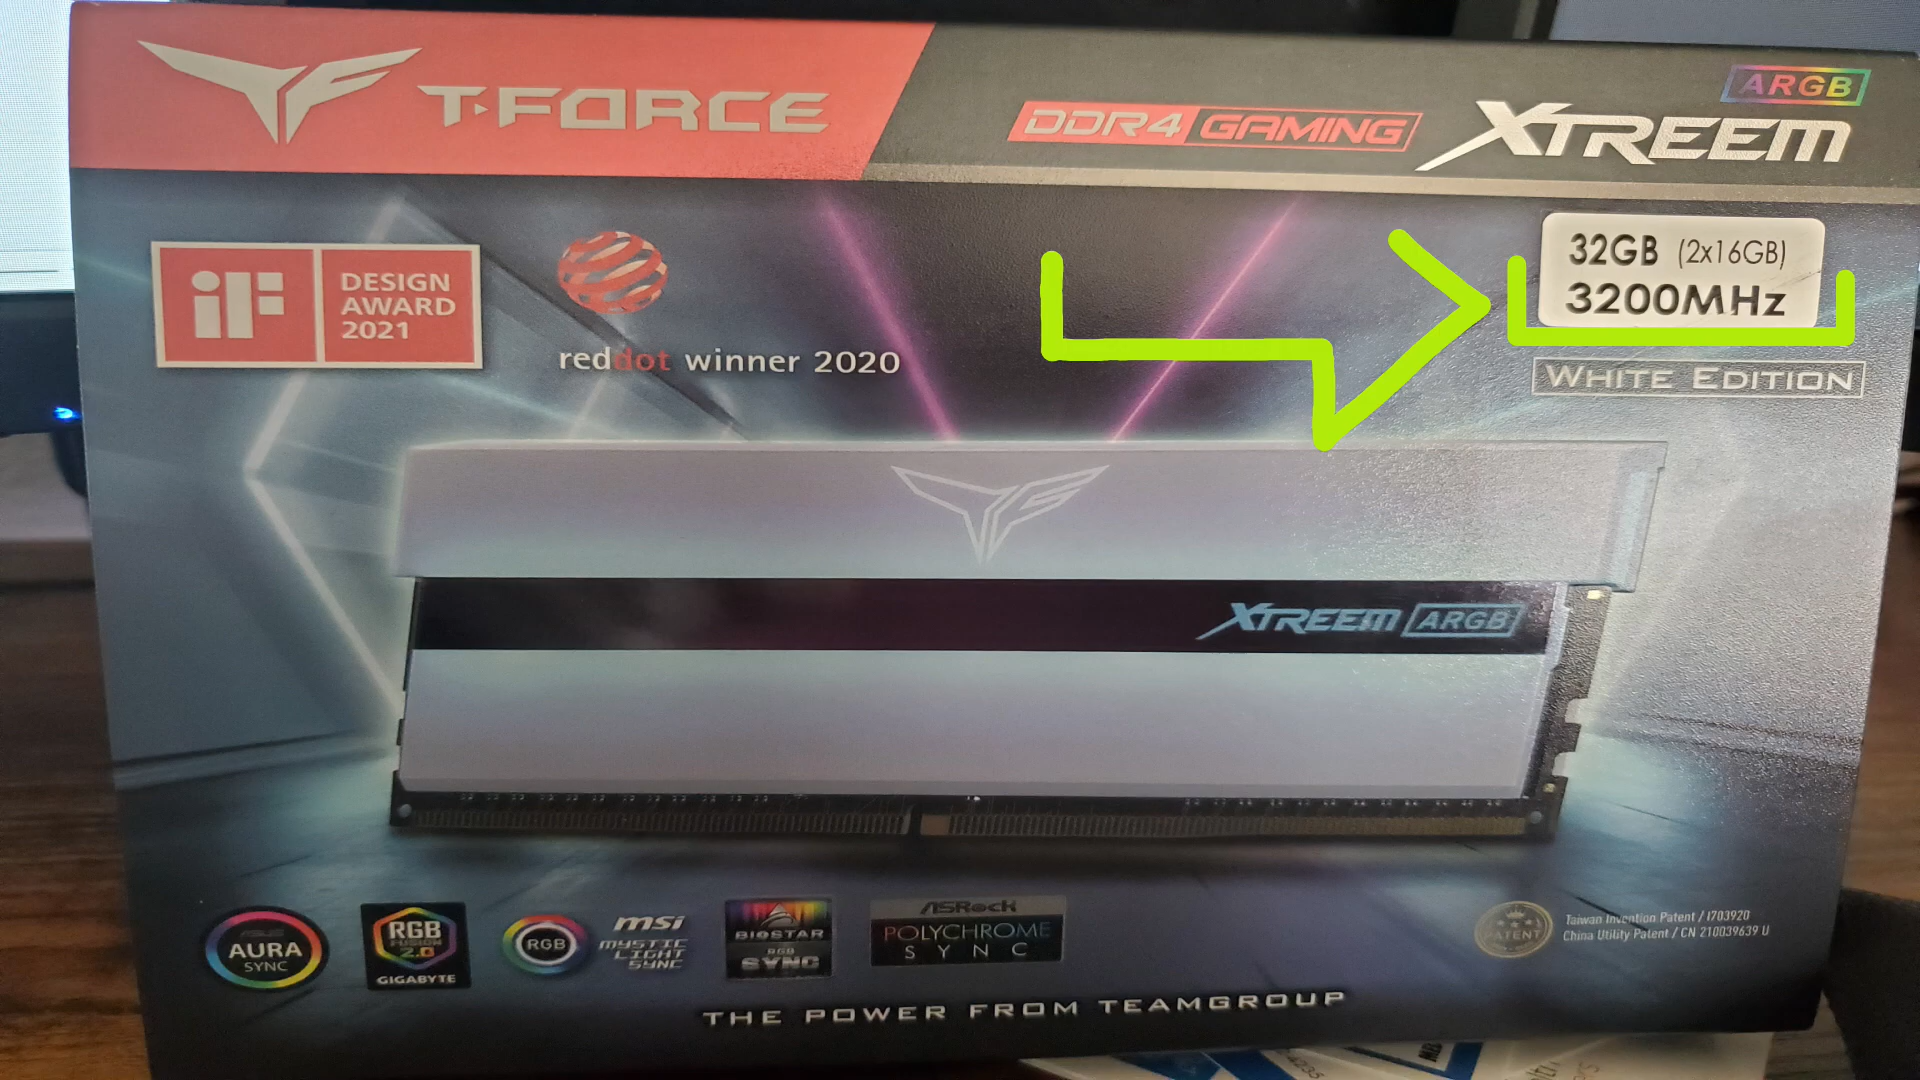 T-FORCE
ARGB
DDR4 GAMING XTREEM
32GB (2x16GB)
3200MHz
WHITE EDITION
iF DESIGN
AWARD
2021
reddot winner 2020
XTREEM ARGB
ASUS
AURA
SYNC
RGB
FUSION
2.0
GIGABYTE
RGB
msi
MYSTIC
LIGHT
SYNC
BIOSTAR
RGB
SYNC
ASRock
POLYCHROME
SYNC
PATENT
Taiwan Invention Patent / I703920
China Utility Patent / CN 210039639 U
THE POWER FROM TEAMGROUP